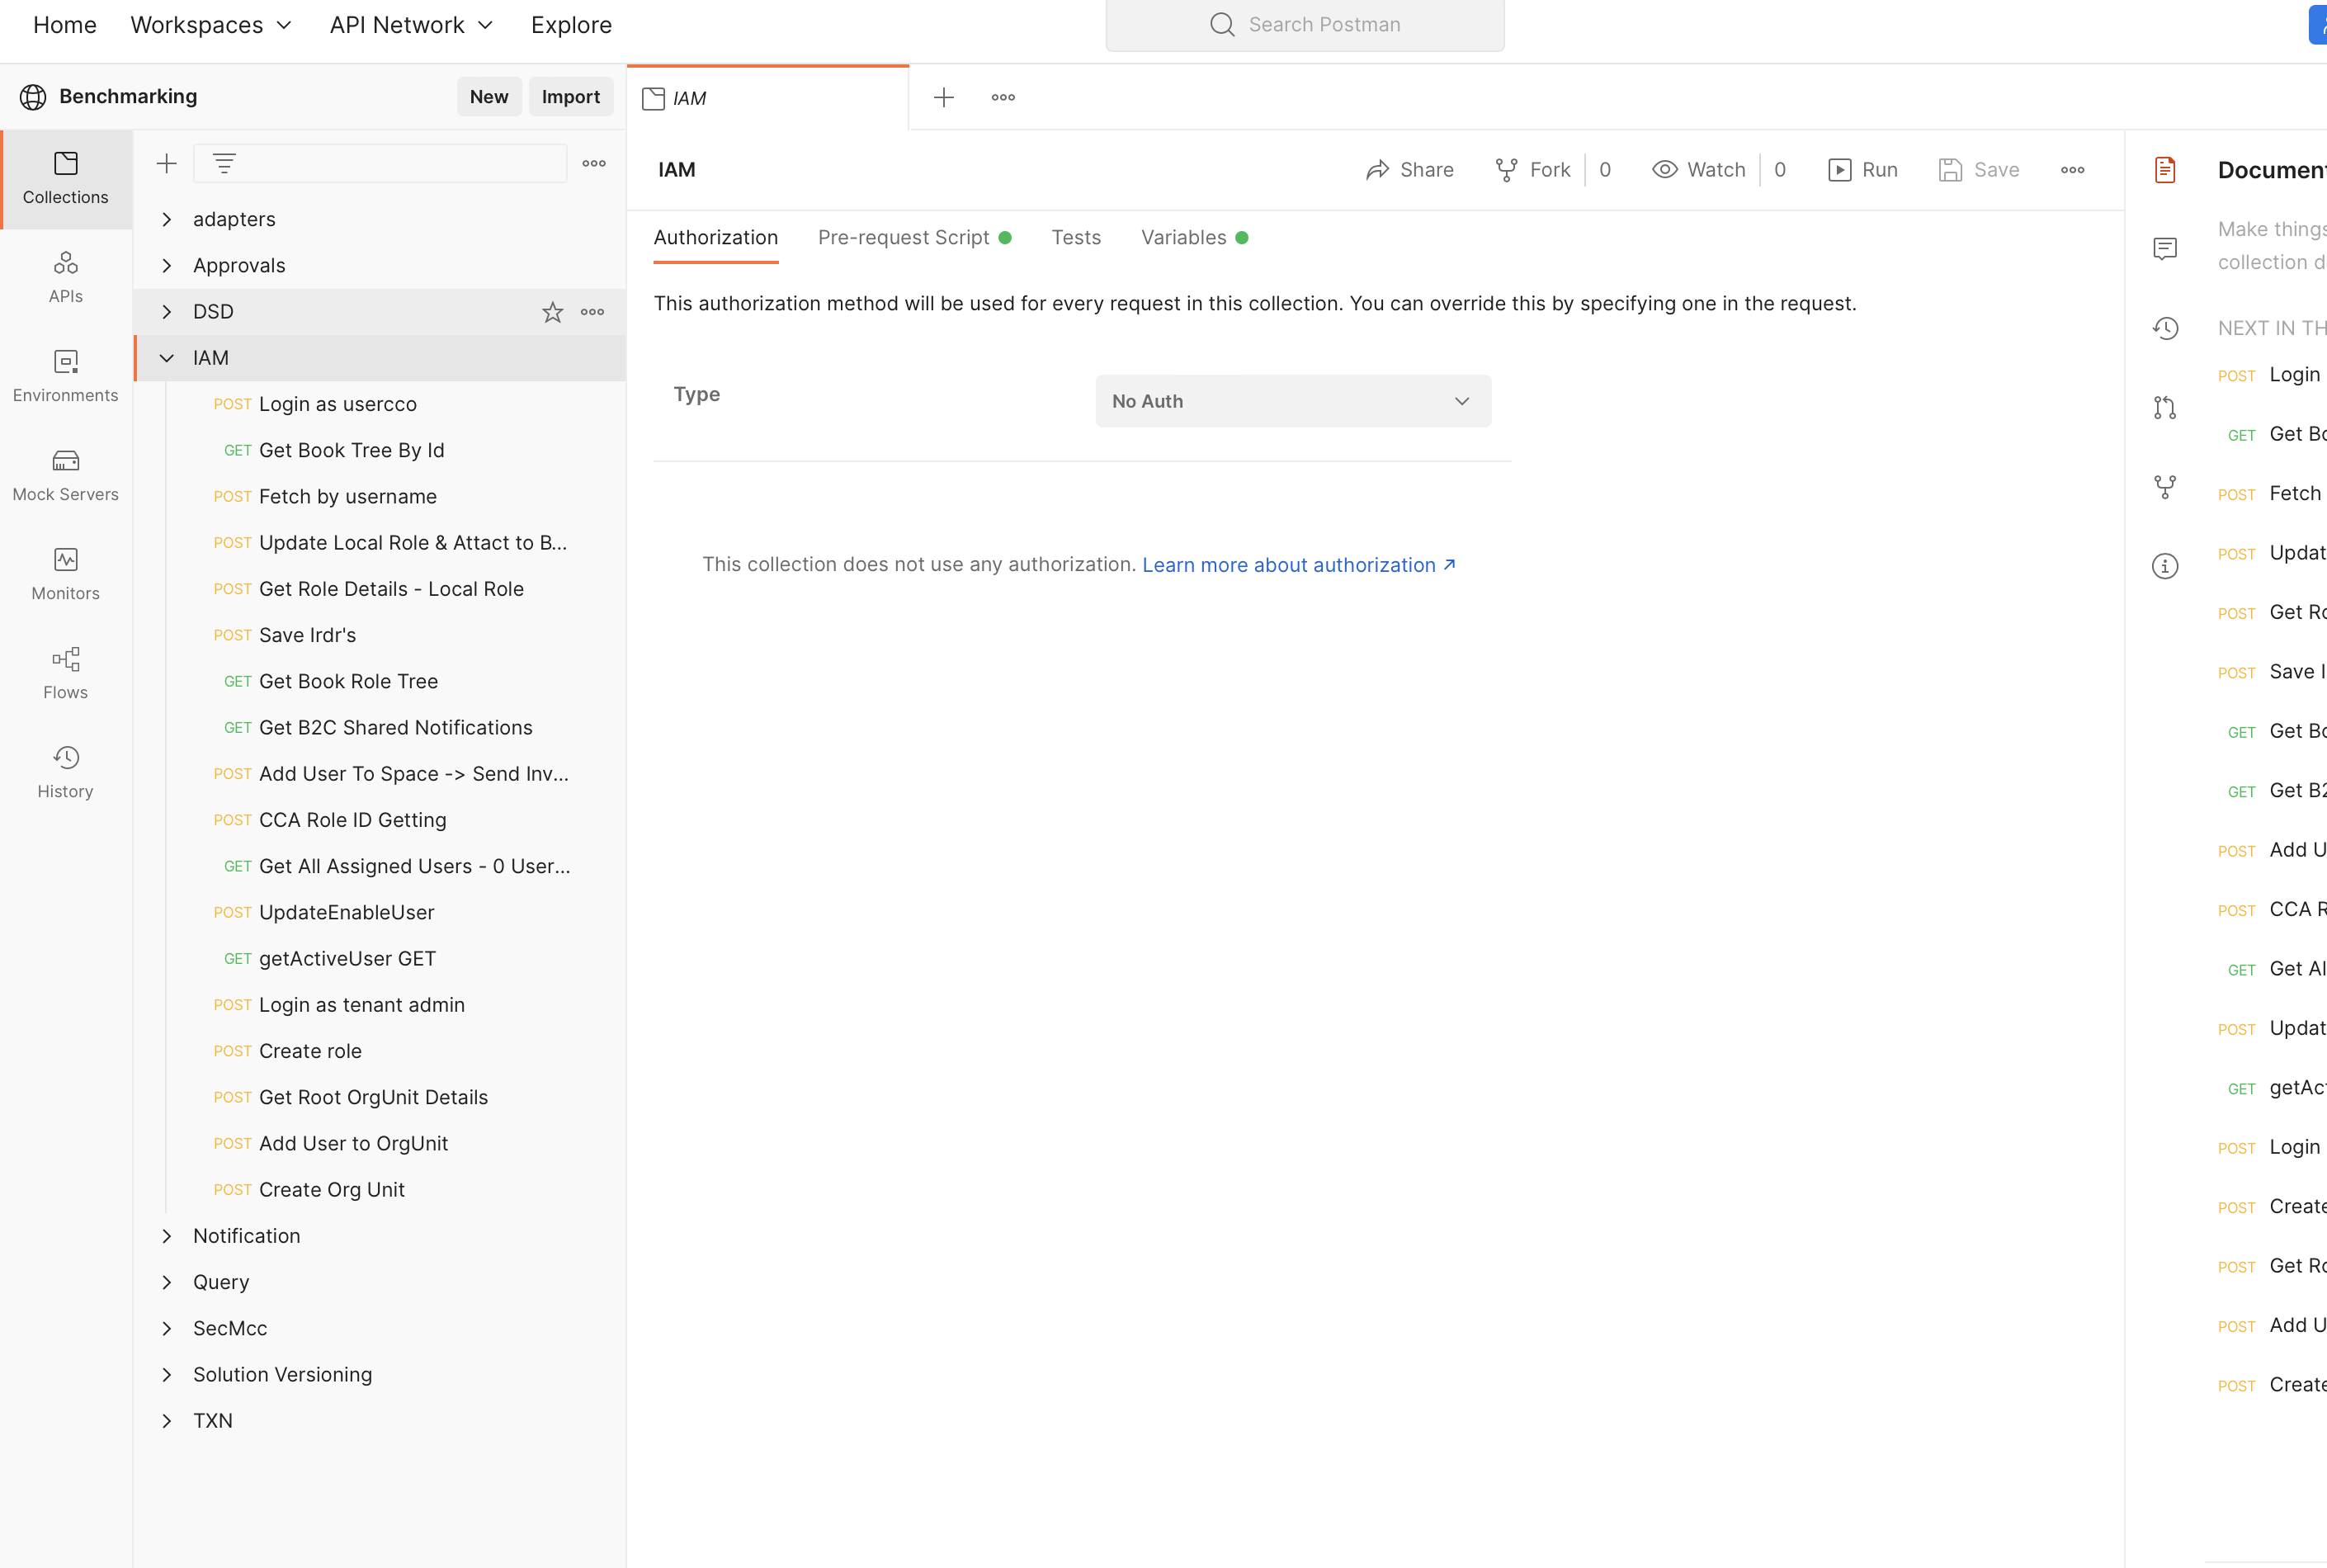 Home Workspaces API Network Explore Search Postman
Benchmarking New Import
IAM
Collections
APIs
Environments
Mock Servers
Monitors
Flows
History
adapters
Approvals
DSD
IAM
POST Login as usercco
GET Get Book Tree By Id
POST Fetch by username
POST Update Local Role & Attact to B...
POST Get Role Details - Local Role
POST Save Irdr's
GET Get Book Role Tree
GET Get B2C Shared Notifications
POST Add User To Space -> Send Inv...
POST CCA Role ID Getting
GET Get All Assigned Users - 0 User...
POST UpdateEnableUser
GET getActiveUser GET
POST Login as tenant admin
POST Create role
POST Get Root OrgUnit Details
POST Add User to OrgUnit
POST Create Org Unit
Notification
Query
SecMcc
Solution Versioning
TXN
IAM Share Fork 0 Watch 0 Run Save
Authorization Pre-request Script Tests Variables
This authorization method will be used for every request in this collection. You can override this by specifying one in the request.
Type No Auth
This collection does not use any authorization. Learn more about authorization
Document
Make things
collection d
NEXT IN TH
POST Login
GET Get Bo
POST Fetch
POST Updat
POST Get Ro
POST Save I
GET Get Bo
GET Get B2
POST Add U
POST CCA R
GET Get Al
POST Updat
GET getAct
POST Login
POST Create
POST Get Ro
POST Add U
POST Create